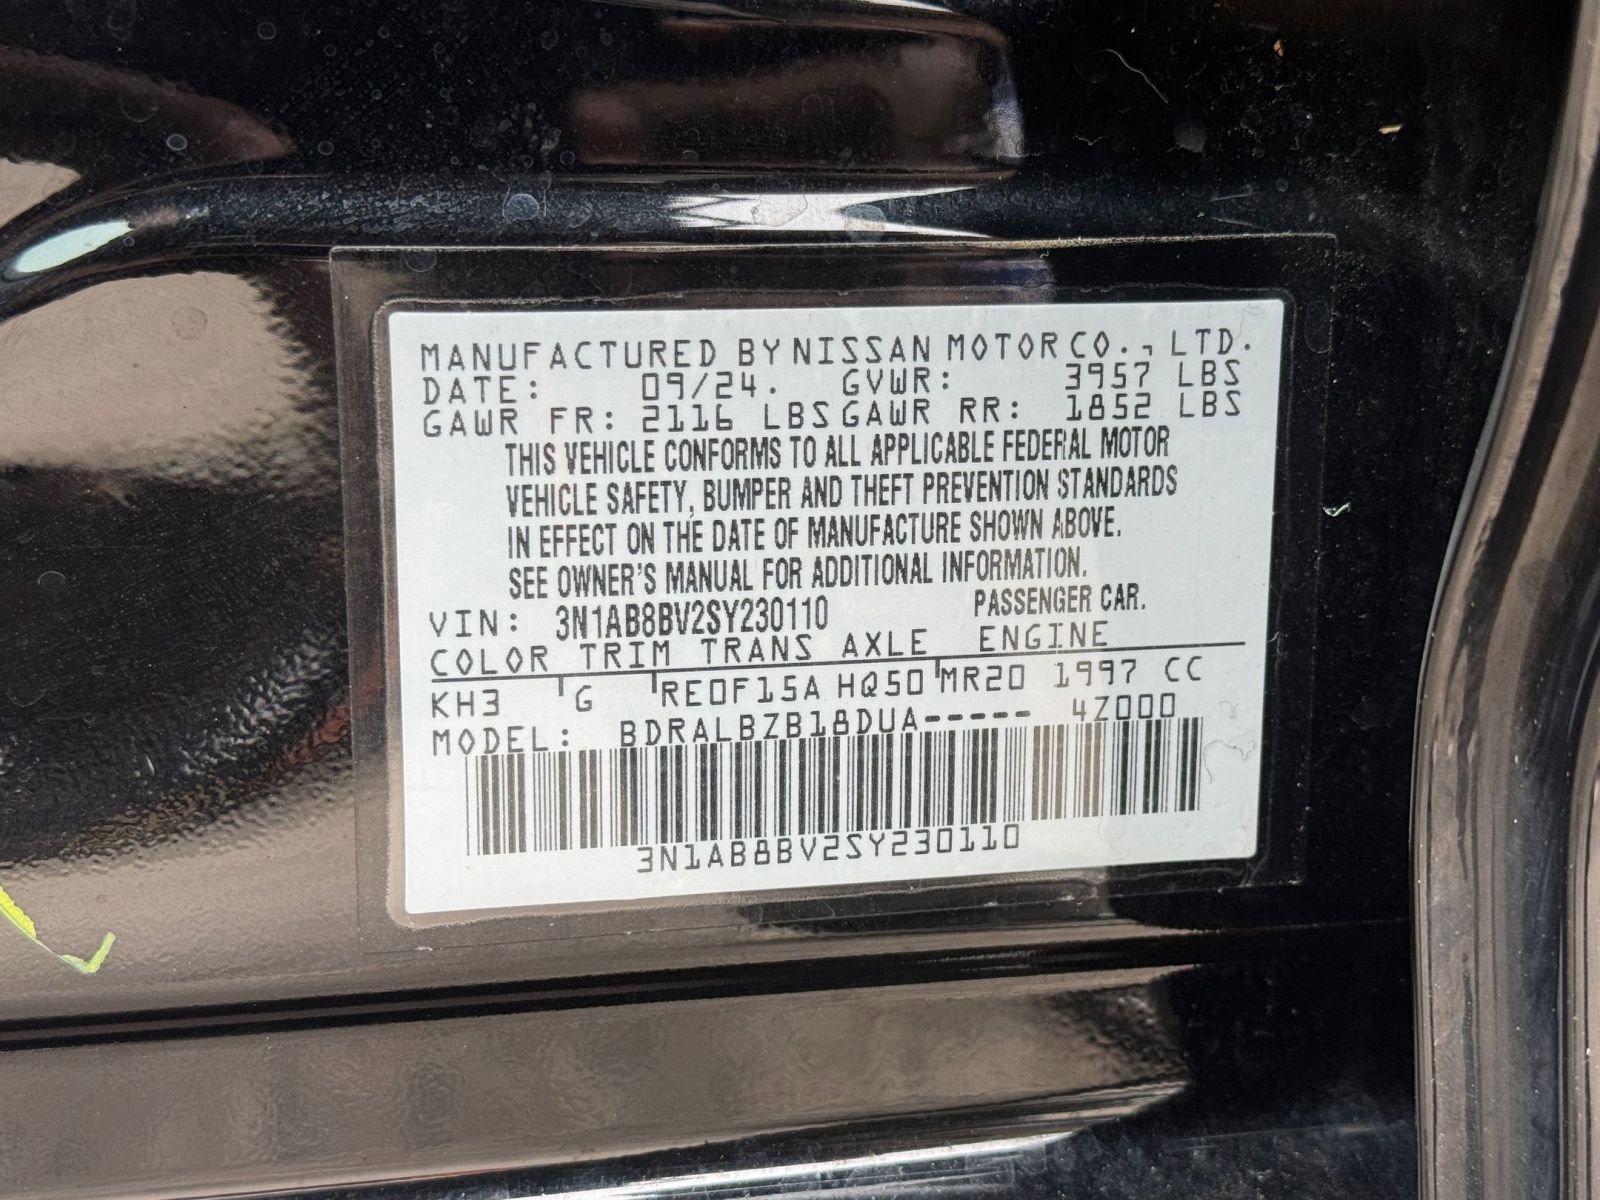 MANUFACTURED BY NISSAN MOTOR CO., LTD.
DATE: 09/24. GVWR: 3957 LBS
GAWR FR: 2116 LBS GAWR RR: 1852 LBS
THIS VEHICLE CONFORMS TO ALL APPLICABLE FEDERAL MOTOR
VEHICLE SAFETY, BUMPER AND THEFT PREVENTION STANDARDS
IN EFFECT ON THE DATE OF MANUFACTURE SHOWN ABOVE.
SEE OWNER'S MANUAL FOR ADDITIONAL INFORMATION.
VIN: 3N1AB8BV2SY230110 PASSENGER CAR.
COLOR TRIM TRANS AXLE ENGINE
KH3 G RE0F15A HQ50 MR20 1997 CC
MODEL: BDRALBZB18DUA----- 4Z000
3N1AB8BV2SY230110